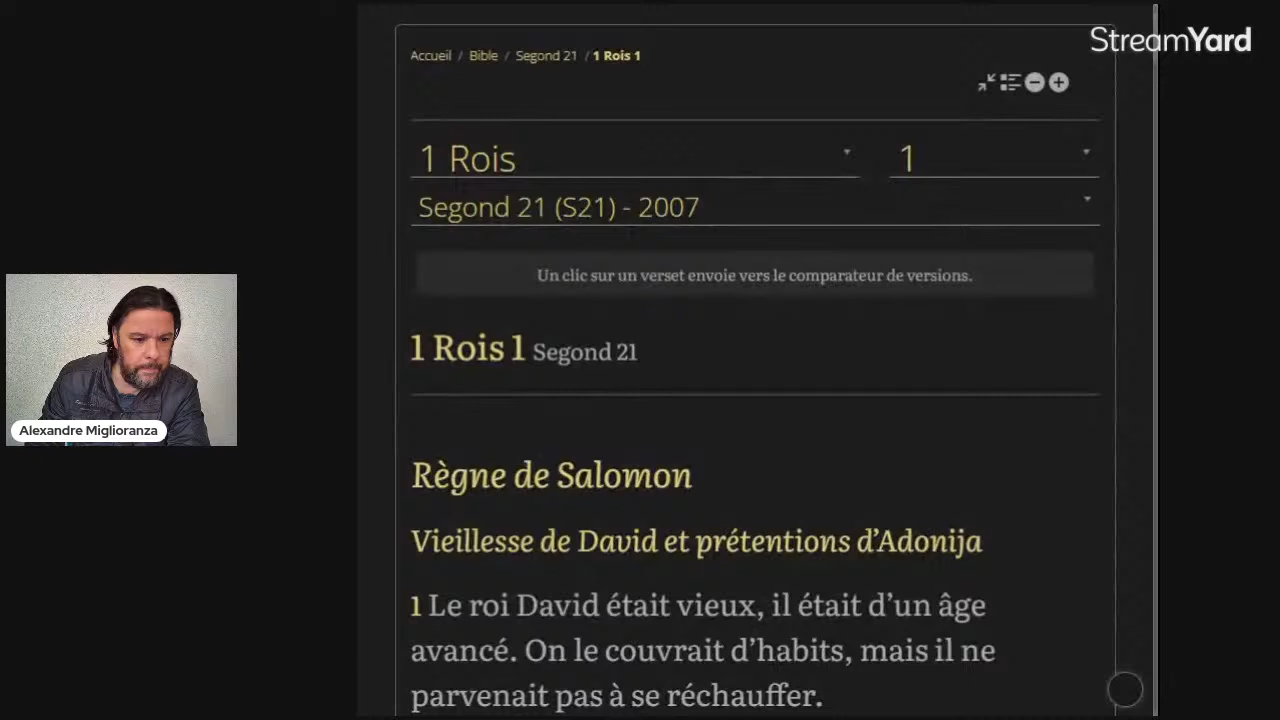 StreamYard
Accueil / Bible / Segond 21 / 1 Rois 1
1 Rois
1
Segond 21 (S21) - 2007
Un clic sur un verset envoie vers le comparateur de versions.
1 Rois 1 Segond 21
Règne de Salomon
Vieillesse de David et prétentions d’Adonija
1 Le roi David était vieux, il était d’un âge
avancé. On le couvrait d’habits, mais il ne
parvenait pas à se réchauffer.
Alexandre Miglioranza